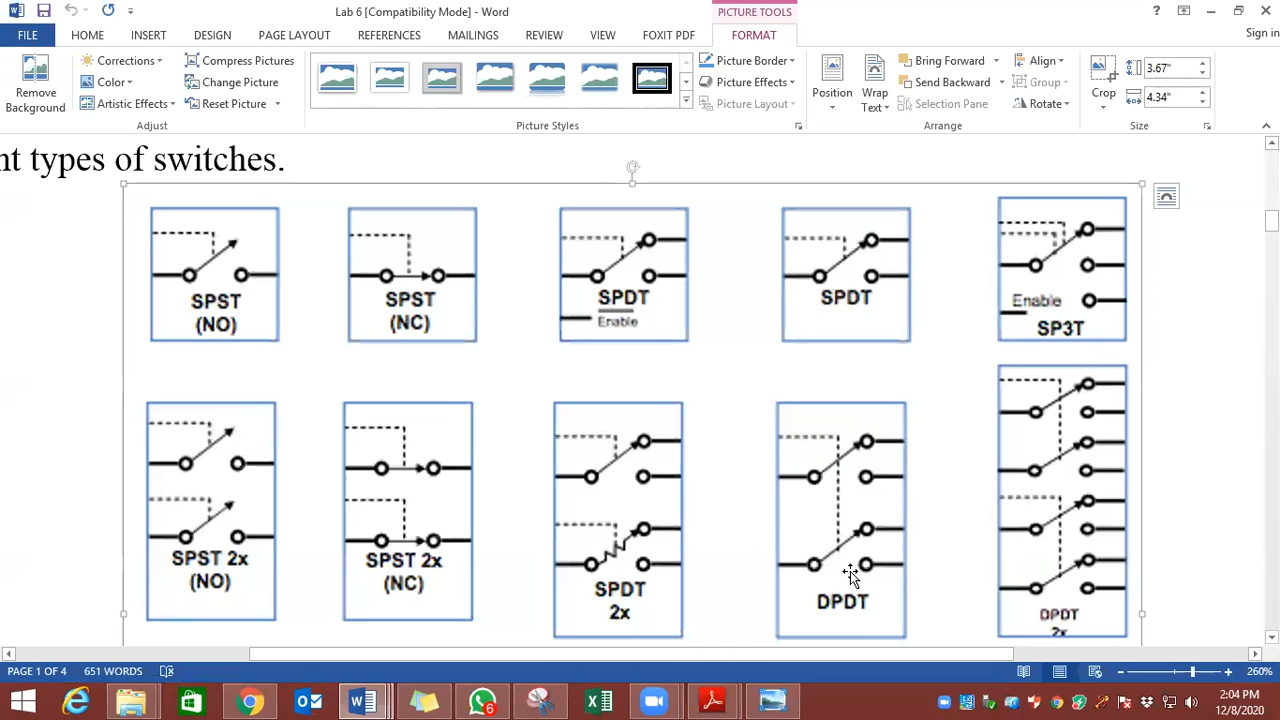 Lab 6 [Compatibility Mode] - Word
PICTURE TOOLS
?
FILE HOME INSERT DESIGN PAGE LAYOUT REFERENCES MAILINGS REVIEW VIEW FOXIT PDF FORMAT Sign in
Remove Background
Corrections
Color
Artistic Effects
Compress Pictures
Change Picture
Reset Picture
Adjust
Picture Styles
Picture Border
Picture Effects
Picture Layout
Position
Wrap Text
Bring Forward
Send Backward
Selection Pane
Align
Group
Rotate
Arrange
Crop
3.67"
4.34"
Size
nt types of switches.
SPST
(NO)
SPST
(NC)
SPDT
Enable
SPDT
Enable
SP3T
SPST 2x
(NO)
SPST 2x
(NC)
SPDT
2x
DPDT
DPDT
2x
PAGE 1 OF 4 651 WORDS 260%
6
2:04 PM
12/8/2020